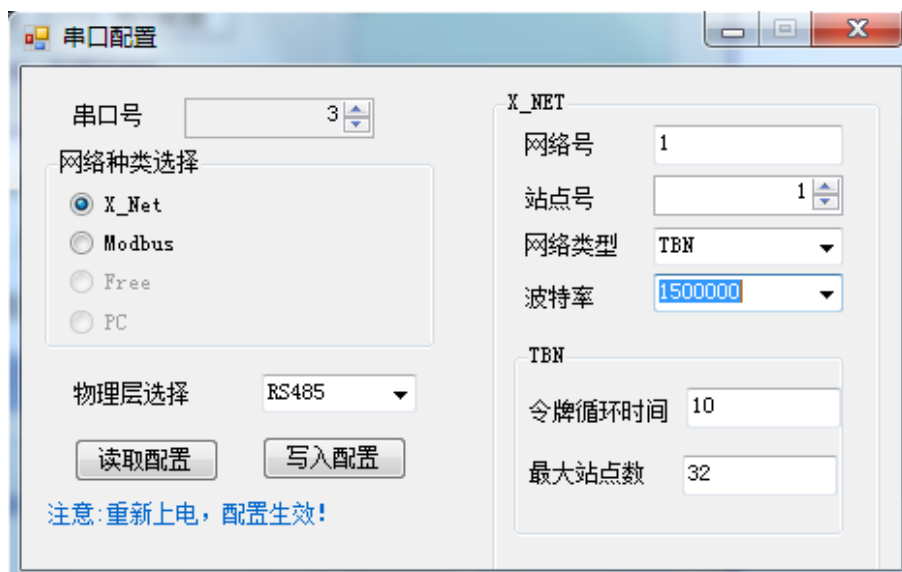 串口配置
串口号 3
网络种类选择
X_Net
Modbus
Free
PC
物理层选择 RS485
读取配置 写入配置
注意:重新上电，配置生效!
X_NET
网络号 1
站点号 1
网络类型 TBN
波特率 1500000
TBN
令牌循环时间 10
最大站点数 32